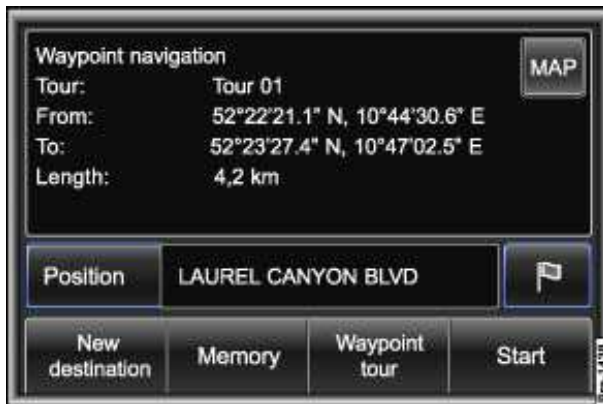 Waypoint navigation
MAP
Tour: Tour 01
From: 52°22'21.1" N, 10°44'30.6" E
To: 52°23'27.4" N, 10°47'02.5" E
Length: 4,2 km
Position LAUREL CANYON BLVD
New destination Memory Waypoint tour Start